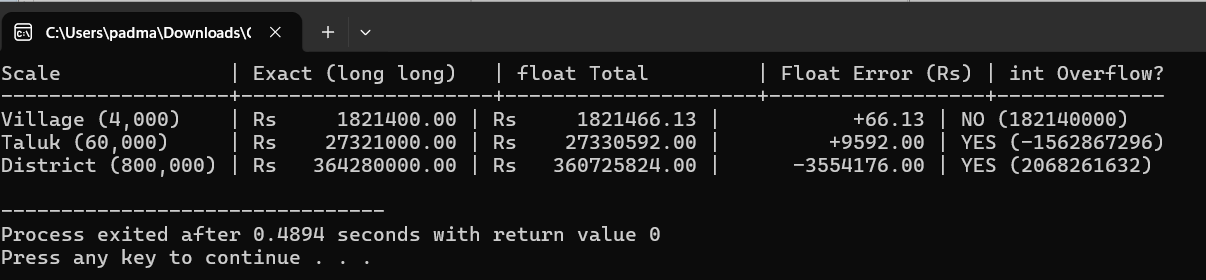 C:\Users\padma\Downloads\C
Scale | Exact (long long) | float Total | Float Error (Rs) | int Overflow?
-------------------+---------------------+---------------------+------------------+--------------
Village (4,000) | Rs 1821400.00 | Rs 1821466.13 | +66.13 | NO (182140000)
Taluk (60,000) | Rs 27321000.00 | Rs 27330592.00 | +9592.00 | YES (-1562867296)
District (800,000) | Rs 364280000.00 | Rs 360725824.00 | -3554176.00 | YES (2068261632)
--------------------------------
Process exited after 0.4894 seconds with return value 0
Press any key to continue . . .